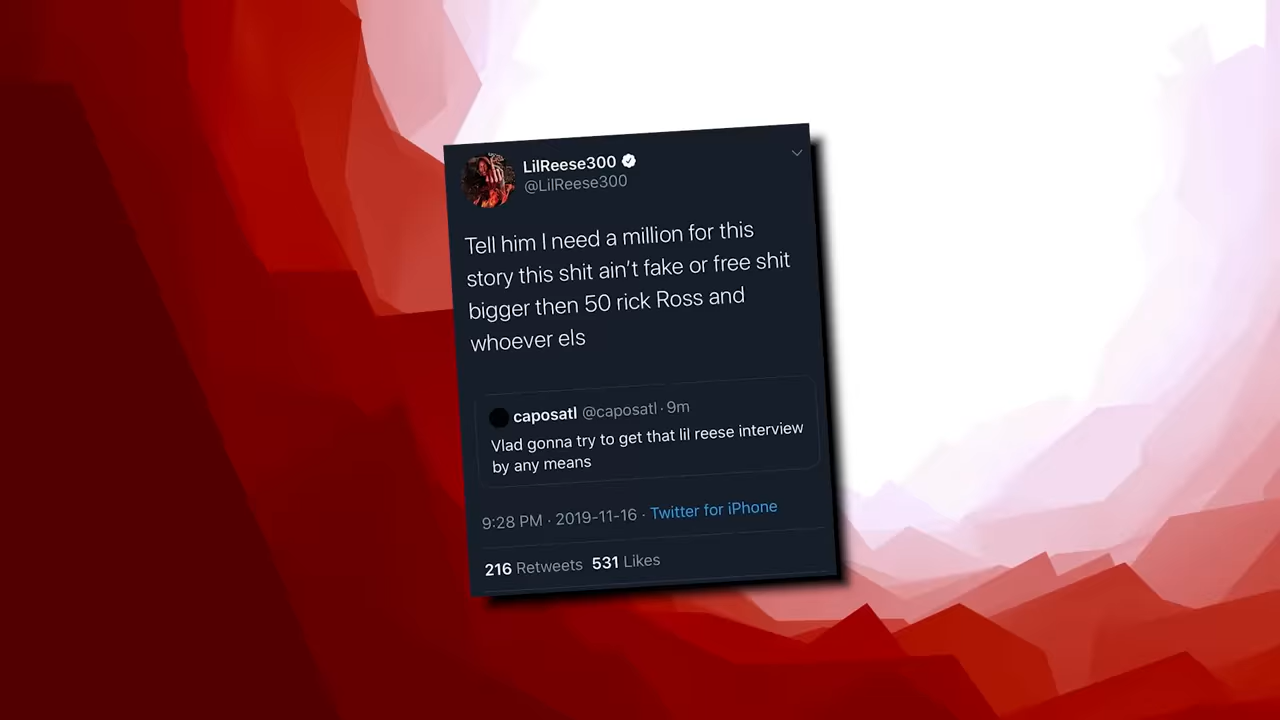 LilReese300
@LilReese300
Tell him I need a million for this
story this shit ain't fake or free shit
bigger then 50 rick Ross and
whoever els
caposatl @caposatl · 9m
Vlad gonna try to get that lil reese interview
by any means
9:28 PM · 2019-11-16 · Twitter for iPhone
216 Retweets 531 Likes